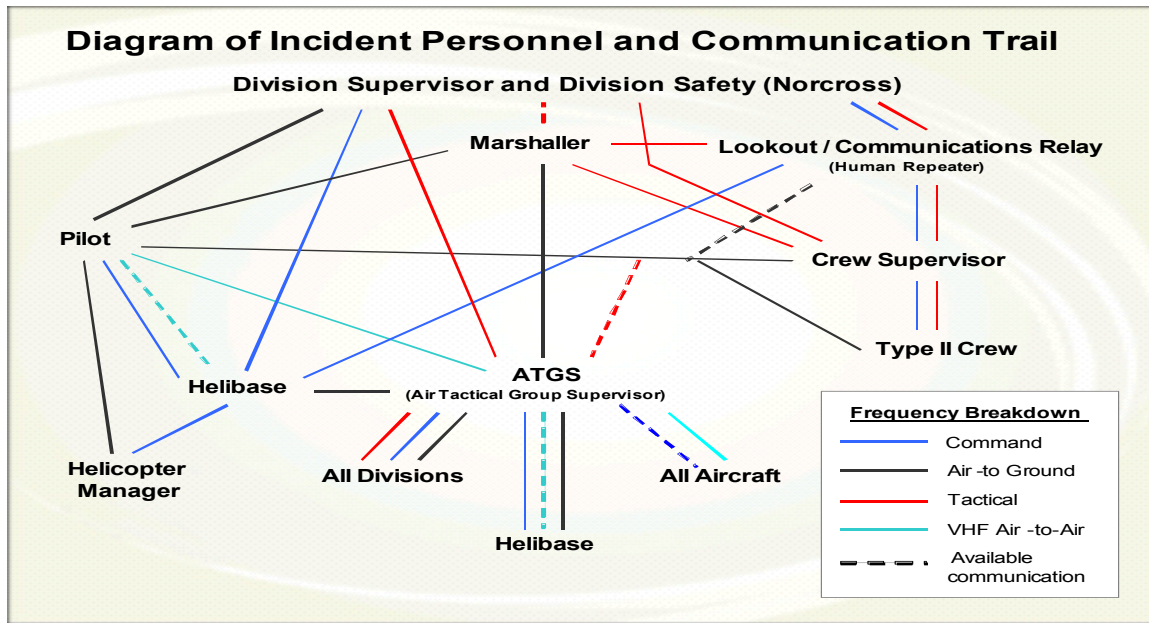 Diagram of Incident Personnel and Communication Trail
Division Supervisor and Division Safety (Norcross)
Marshaller
Lookout / Communications Relay
(Human Repeater)
Pilot
Crew Supervisor
Type II Crew
Helibase
ATGS
(Air Tactical Group Supervisor)
Helicopter
Manager
All Divisions
All Aircraft
Helibase
Frequency Breakdown
Command
Air -to Ground
Tactical
VHF Air -to-Air
Available
communication